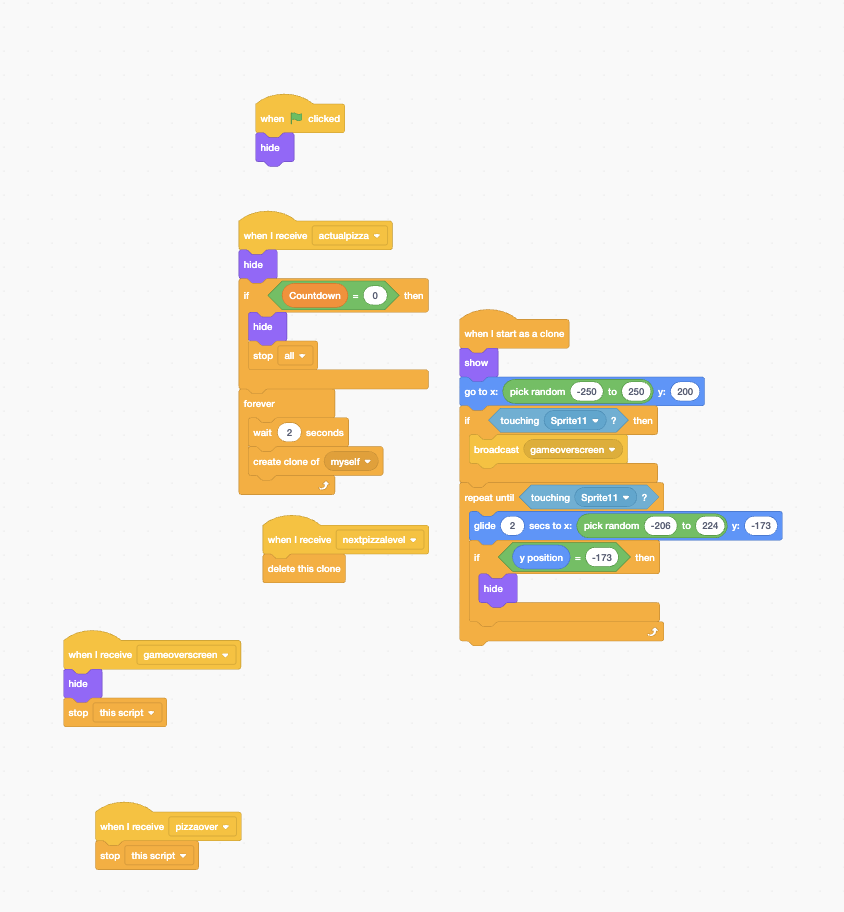 when clicked
hide
when I receive actualpizza
hide
if Countdown = 0 then
hide
stop all
forever
wait 2 seconds
create clone of myself
when I receive nextpizzalevel
delete this clone
when I start as a clone
show
go to x: pick random -250 to 250 y: 200
if touching Sprite11 ? then
broadcast gameoverscreen
repeat until touching Sprite11 ?
glide 2 secs to x: pick random -206 to 224 y: -173
if y position = -173 then
hide
when I receive gameoverscreen
hide
stop this script
when I receive pizzaover
stop this script